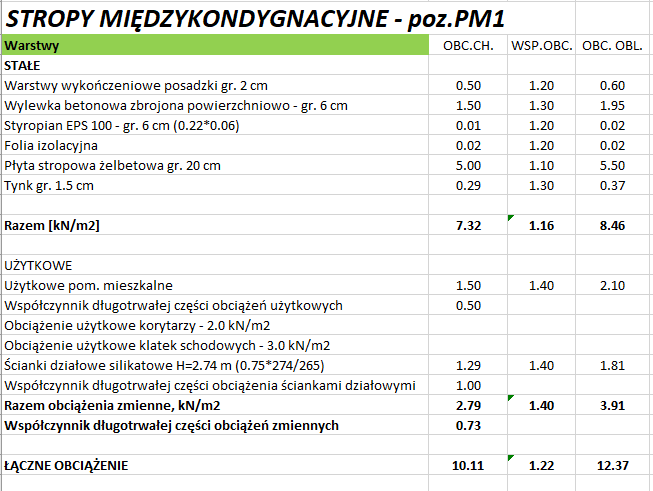 STROPY MIĘDZYKONDYGNACYJNE - poz.PM1
Warstwy OBC.CH. WSP.OBC. OBC. OBL.
STAŁE
Warstwy wykończeniowe posadzki gr. 2 cm 0.50 1.20 0.60
Wylewka betonowa zbrojona powierzchniowo - gr. 6 cm 1.50 1.30 1.95
Styropian EPS 100 - gr. 6 cm (0.22*0.06) 0.01 1.20 0.02
Folia izolacyjna 0.02 1.20 0.02
Płyta stropowa żelbetowa gr. 20 cm 5.00 1.10 5.50
Tynk gr. 1.5 cm 0.29 1.30 0.37
Razem [kN/m2] 7.32 1.16 8.46
UŻYTKOWE
Użytkowe pom. mieszkalne 1.50 1.40 2.10
Współczynnik długotrwałej części obciążeń użytkowych 0.50
Obciążenie użytkowe korytarzy - 2.0 kN/m2
Obciążenie użytkowe klatek schodowych - 3.0 kN/m2
Ścianki działowe silikatowe H=2.74 m (0.75*274/265) 1.29 1.40 1.81
Współczynnik długotrwałej części obciążenia ściankami działowymi 1.00
Razem obciążenia zmienne, kN/m2 2.79 1.40 3.91
Współczynnik długotrwałej części obciążeń zmiennych 0.73
ŁĄCZNE OBCIĄŻENIE 10.11 1.22 12.37